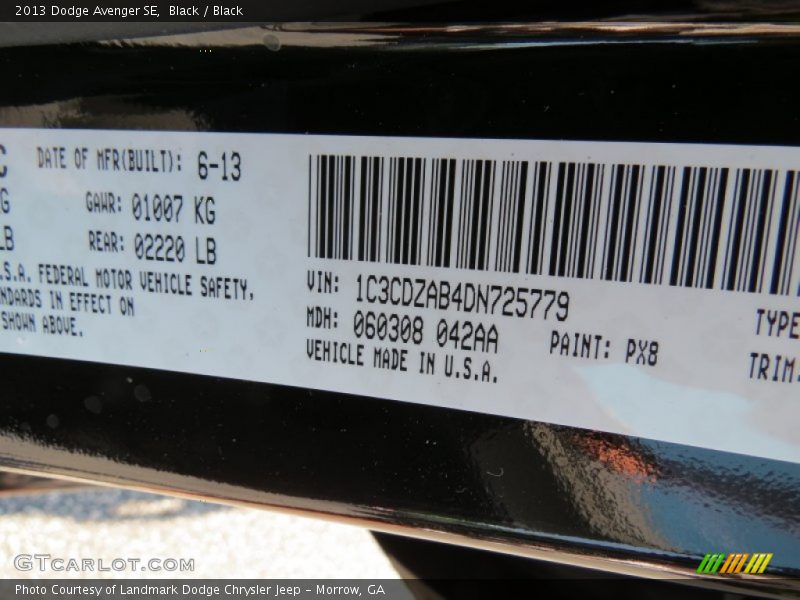 2013 Dodge Avenger SE,  Black / Black
C DATE OF MFR(BUILT): 6-13
G GAWR: 01007 KG
LB REAR: 02220 LB
.S.A. FEDERAL MOTOR VEHICLE SAFETY,
NDARDS IN EFFECT ON
SHOWN ABOVE.
VIN: 1C3CDZAB4DN725779
MDH: 060308 042AA PAINT: PX8 TYPE
VEHICLE MADE IN U.S.A. TRIM
GTCARLOT.COM
Photo Courtesy of Landmark Dodge Chrysler Jeep – Morrow, GA